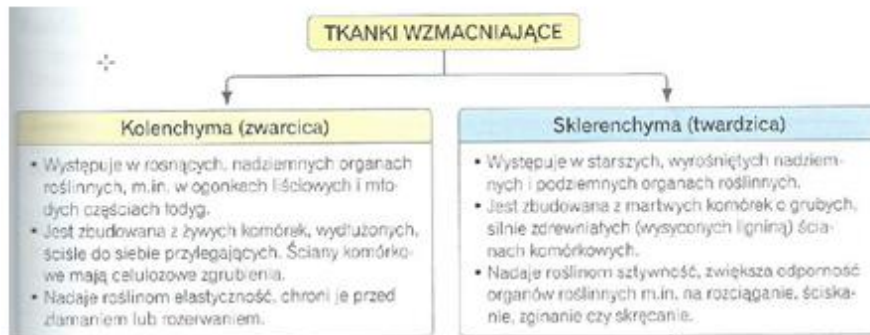 TKANKI WZMACNIAJĄCE
Kolenchyma (zwarcica)
• Występuje w rosnących, nadziemnych organach
roślinnych, m.in. w ogonkach liściowych i mło-
dych częściach łodyg.
• Jest zbudowana z żywych komórek, wydłużonych,
ściśle do siebie przylegających. Ściany komórko-
we mają celulozowe zgrubienia.
• Nadaje roślinom elastyczność, chroni je przed
złamaniem lub rozerwaniem.
Sklerenchyma (twardzica)
• Występuje w starszych, wyrośniętych nadziem-
nych i podziemnych organach roślinnych.
• Jest zbudowana z martwych komórek o grubych,
silnie zdrewniałych (wysyconych ligniną) ścia-
nach komórkowych.
• Nadaje roślinom sztywność, zwiększa odporność
organów roślinnych m.in. na rozciąganie, ściska-
nie, zginanie czy skręcanie.